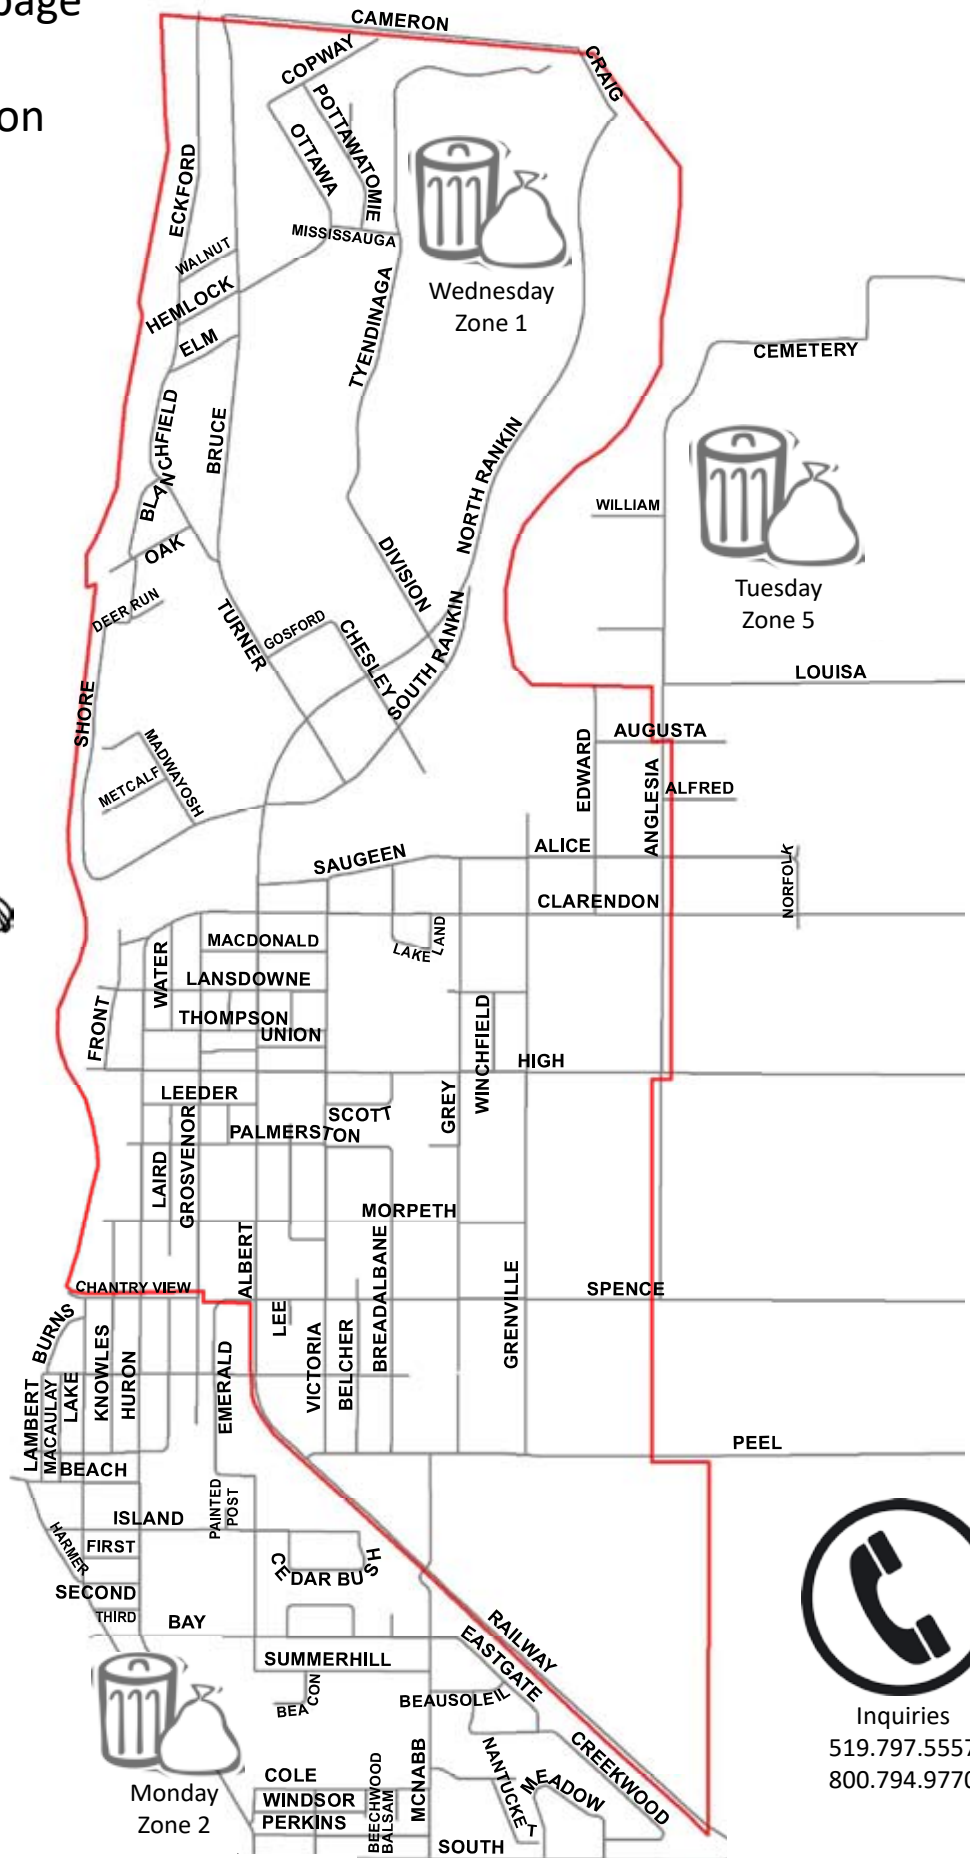 page
on
CAMERON
CRAIG
COPWAY
POTTAWATOMIE
OTTAWA
ECKFORD
MISSISSAUGA
WALNUT
HEMLOCK
ELM
TYENDINAGA
Wednesday
Zone 1
CEMETERY
BLANCHFIELD
BRUCE
NORTH RANKIN
WILLIAM
OAK
DIVISION
Tuesday
Zone 5
DEER RUN
TURNER
GOSFORD
CHESLEY
SOUTH RANKIN
LOUISA
SHORE
MADWAYOSH
METCALF
EDWARD
AUGUSTA
ANGLESIA
ALFRED
SAUGEEN
ALICE
NORFOLK
CLARENDON
MACDONALD
LAKELAND
WATER
LANSDOWNE
FRONT
THOMPSON
UNION
WINCHFIELD
HIGH
LEEDER
GREY
SCOTT
PALMERSTON
LAIRD
GROSVENOR
MORPETH
ALBERT
CHANTRY VIEW
SPENCE
BURNS
LEE
BREADALBANE
GRENVILLE
LAMBERT
MACAULAY
LAKE
KNOWLES
HURON
EMERALD
VICTORIA
BELCHER
PEEL
BEACH
PAINTED
POST
ISLAND
HARMER
FIRST
CEDAR BUSH
SECOND
THIRD
BAY
RAILWAY
EASTGATE
SUMMERHILL
BEACON
BEAUSOLEIL
Inquiries
519.797.5557
800.794.9770
MCNABB
NANTUCKET
MEADOW
CREEKWOOD
Monday
Zone 2
COLE
WINDSOR
PERKINS
BEECHWOOD
BALSAM
SOUTH